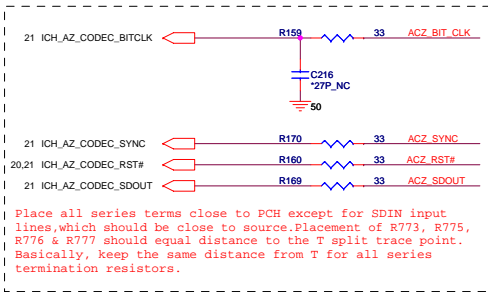 21 ICH_AZ_CODEC_BITCLK R159 33 ACZ_BIT_CLK
C216
*27P_NC
50
21 ICH_AZ_CODEC_SYNC R170 33 ACZ_SYNC
20,21 ICH_AZ_CODEC_RST# R160 33 ACZ_RST#
21 ICH_AZ_CODEC_SDOUT R169 33 ACZ_SDOUT
Place all series terms close to PCH except for SDIN input
lines,which should be close to source.Placement of R773, R775,
R776 & R777 should equal distance to the T split trace point.
Basically, keep the same distance from T for all series
termination resistors.